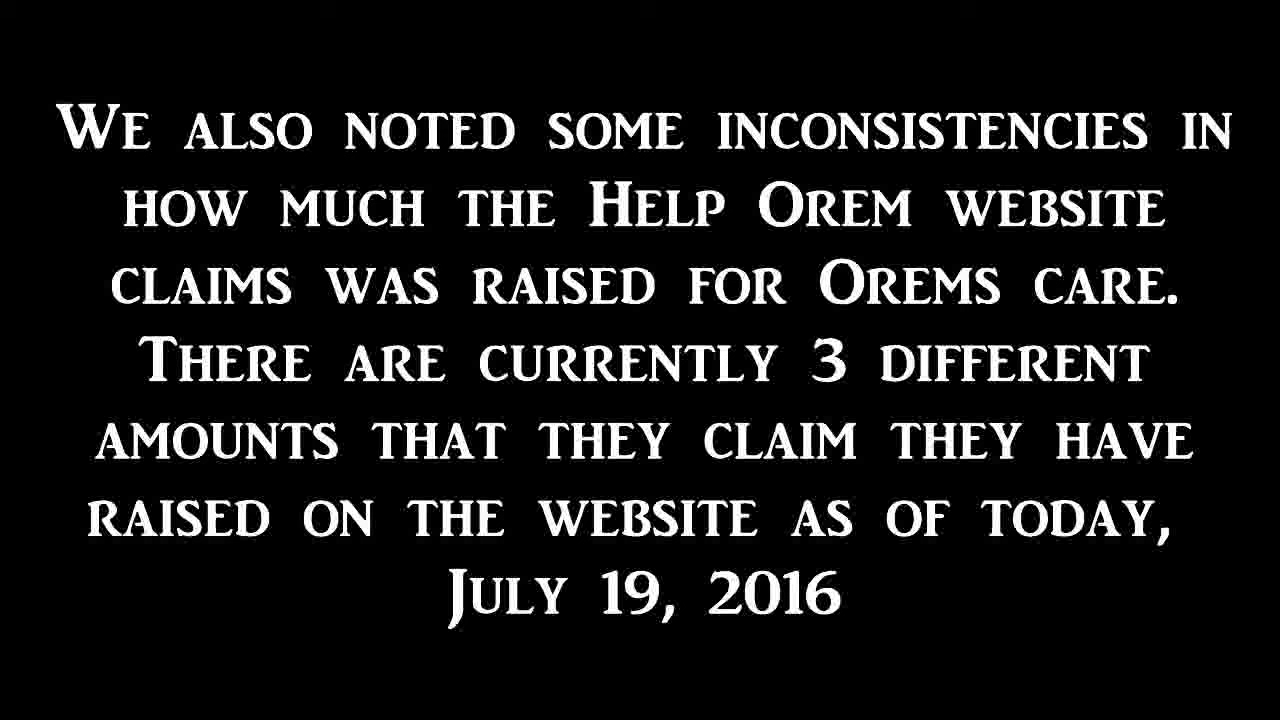 We also noted some inconsistencies in
how much the Help Orem website
claims was raised for Orems care.
There are currently 3 different
amounts that they claim they have
raised on the website as of today,
July 19, 2016